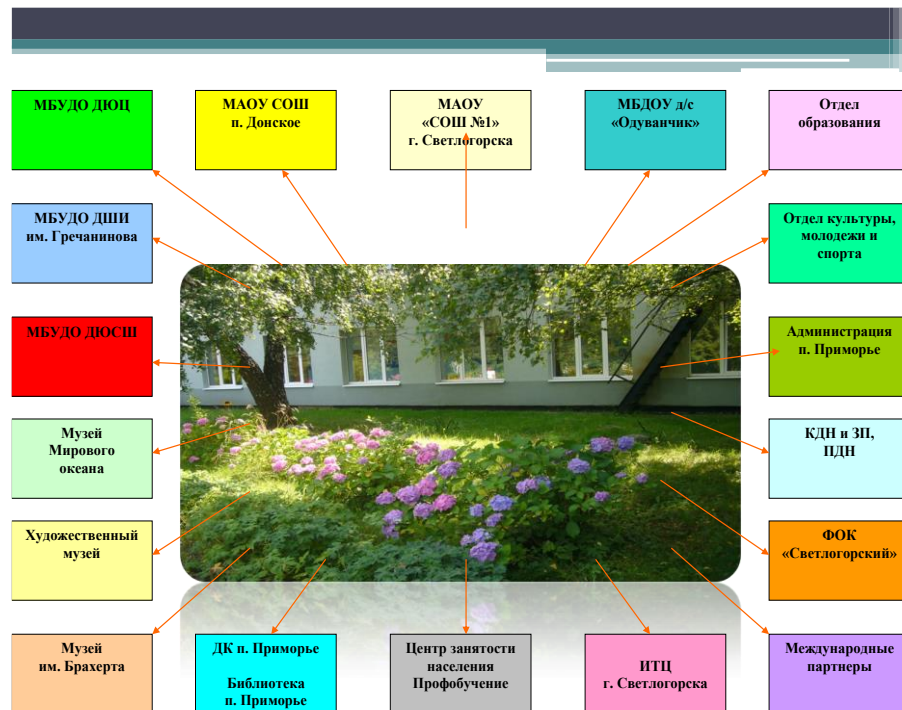 МБУДО ДЮЦ
МАОУ СОШ
п. Донское
МАОУ
«СОШ №1»
г. Светлогорска
МБДОУ д/с
«Одуванчик»
Отдел
образования
МБУДО ДШИ
им. Гречанинова
Отдел культуры,
молодежи и
спорта
МБУДО ДЮСШ
Администрация
п. Приморье
Музей
Мирового
океана
КДН и ЗП,
ПДН
Художественный
музей
ФОК
«Светлогорский»
Музей
им. Брахерта
ДК п. Приморье
Библиотека
п. Приморье
Центр занятости
населения
Профобучение
ИТЦ
г. Светлогорска
Международные
партнеры